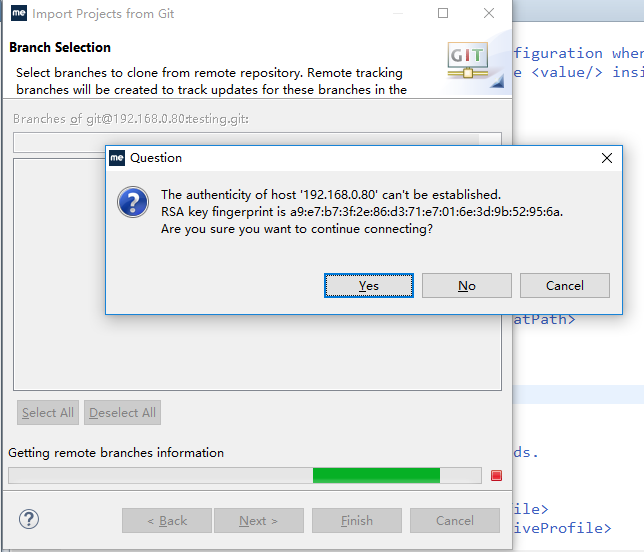 me Import Projects from Git
Branch Selection
Select branches to clone from remote repository. Remote tracking
branches will be created to track updates for these branches in the
GIT
figuration when
<value/> insi
Branches of git@192.168.0.80:testing.git:
me Question
The authenticity of host '192.168.0.80' can't be established.
RSA key fingerprint is a9:e7:b7:3f:2e:86:d3:71:e7:01:6e:3d:9b:52:95:6a.
Are you sure you want to continue connecting?
Yes No Cancel
atPath>
Select All Deselect All
Getting remote branches information
ds.
ile>
iveProfile>
? < Back Next > Finish Cancel